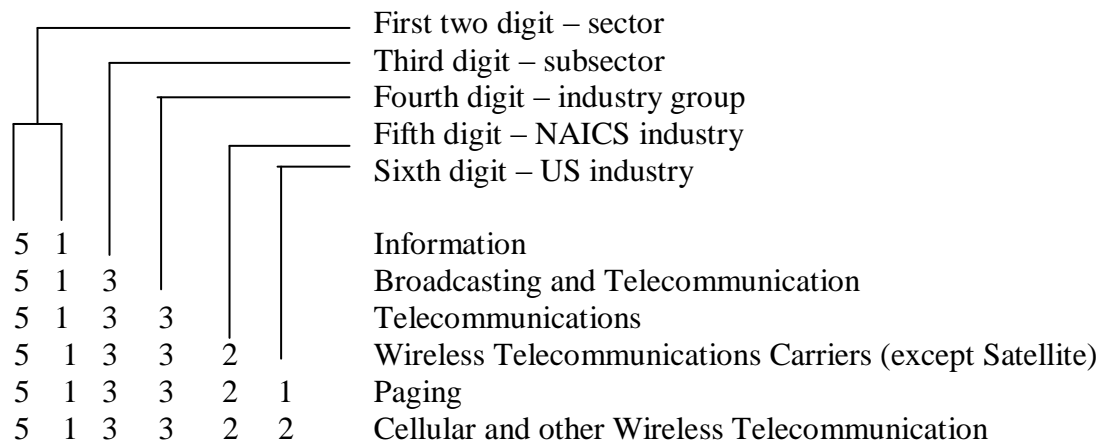 First two digit – sector
Third digit – subsector
Fourth digit – industry group
Fifth digit – NAICS industry
Sixth digit – US industry
5 1 Information
5 1 3 Broadcasting and Telecommunication
5 1 3 3 Telecommunications
5 1 3 3 2 Wireless Telecommunications Carriers (except Satellite)
5 1 3 3 2 1 Paging
5 1 3 3 2 2 Cellular and other Wireless Telecommunication